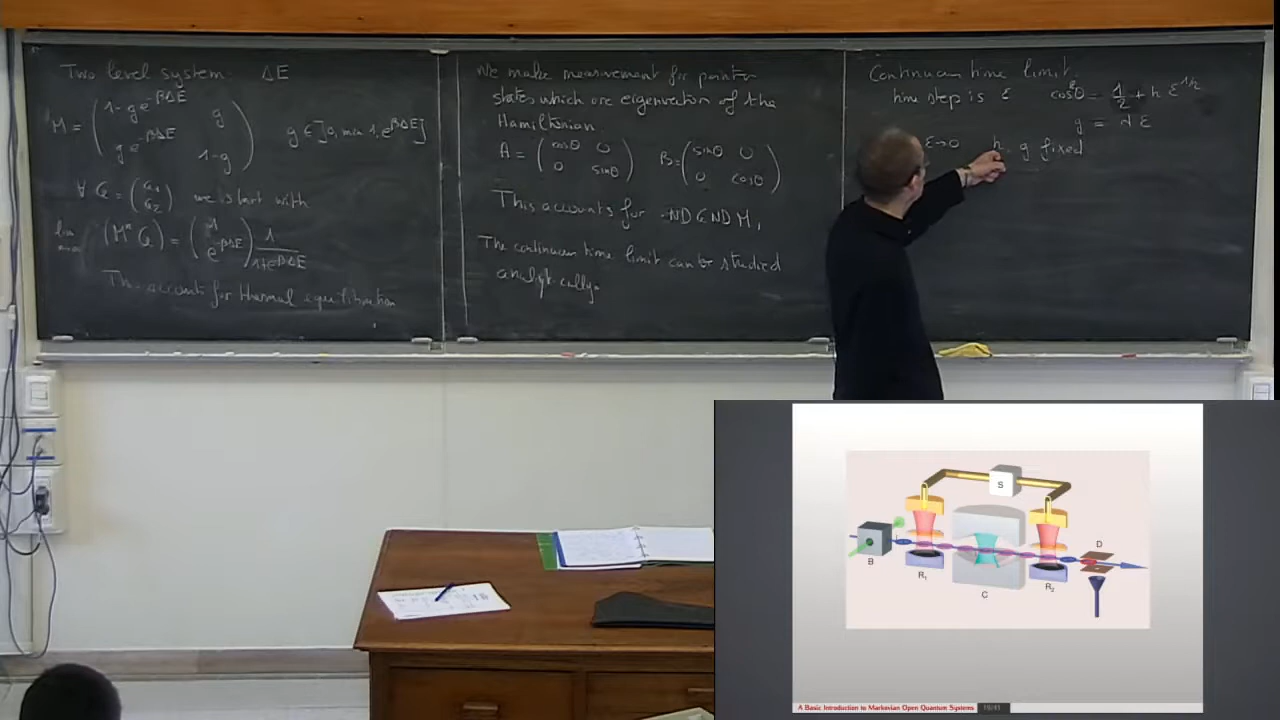 Two level system: ΔE
M = ( 1-ge^{-βΔE} g
ge^{-βΔE} 1-g ) g ∈ ]0, min 1, e^{βΔE}]
∀ Q = ( Q1 Q2 ) we start with
lim (M^n Q) = ( 1 e^{-βΔE} ) 1/(1+e^{-βΔE})
This accounts for thermal equilibration
We make measurement for pointer
states which are eigenvectors of the
Hamiltonian.
A = ( cosθ 0 0 sinθ ) B = ( sinθ 0 0 cosθ )
This accounts for
The continuous time limit can be studied
analytically.
Continuous time limit.
time step is ε cos²θ = 1/2 + h ε^{1/2}
g = λ ε
ε→0 h, g fixed
S
B
R1
C
R2
D
A Basic Introduction to Markovian Open Quantum Systems